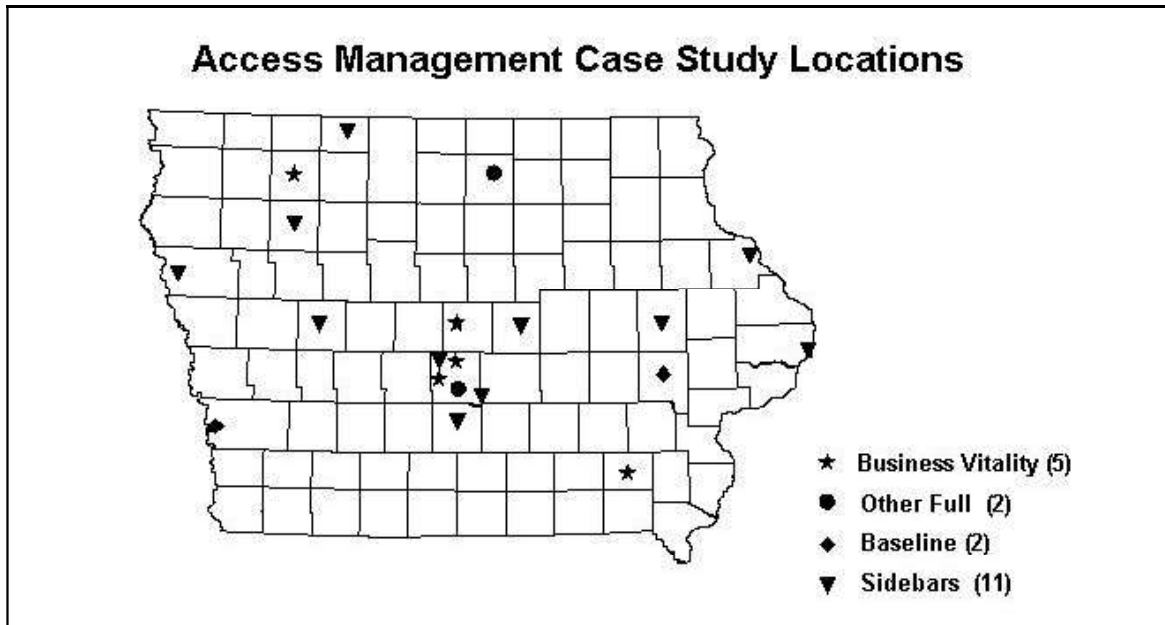 Access Management Case Study Locations
Business Vitality (5)
Other Full (2)
Baseline (2)
Sidebars (11)